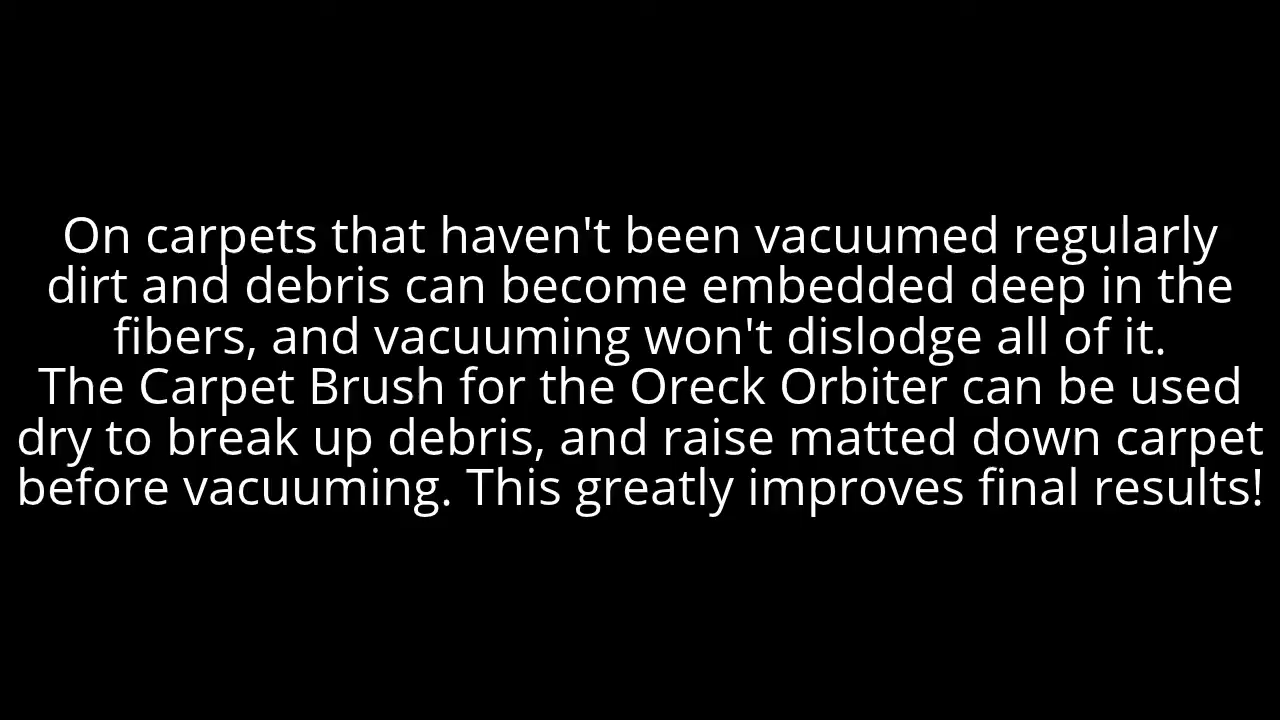 On carpets that haven't been vacuumed regularly
dirt and debris can become embedded deep in the
fibers, and vacuuming won't dislodge all of it.
The Carpet Brush for the Oreck Orbiter can be used
dry to break up debris, and raise matted down carpet
before vacuuming. This greatly improves final results!